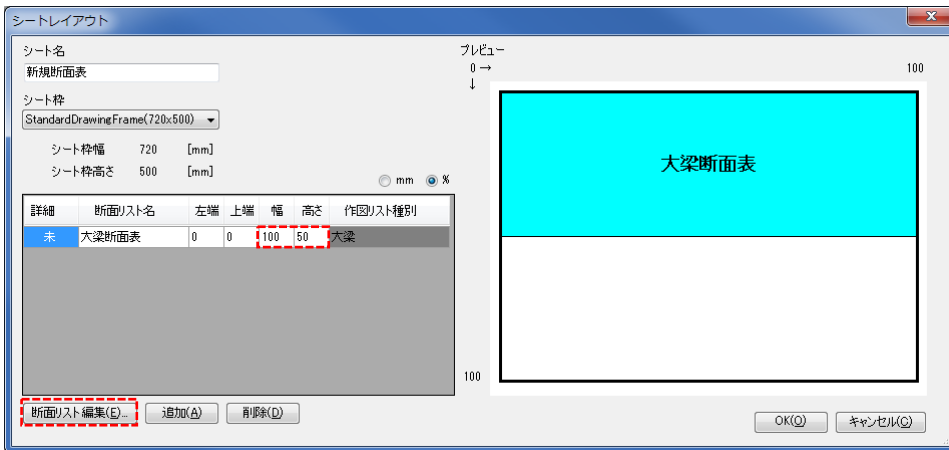 シートレイアウト
シート名
新規断面表
シート枠
StandardDrawingFrame(720x500)
シート枠幅 720 [mm]
シート枠高さ 500 [mm]
mm %
詳細 断面リスト名 左端 上端 幅 高さ 作図リスト種別
未 大梁断面表 0 0 100 50 大梁
断面リスト編集(E)... 追加(A) 削除(D)
プレビュー
0 → 100
↓
大梁断面表
100
OK(O) キャンセル(C)